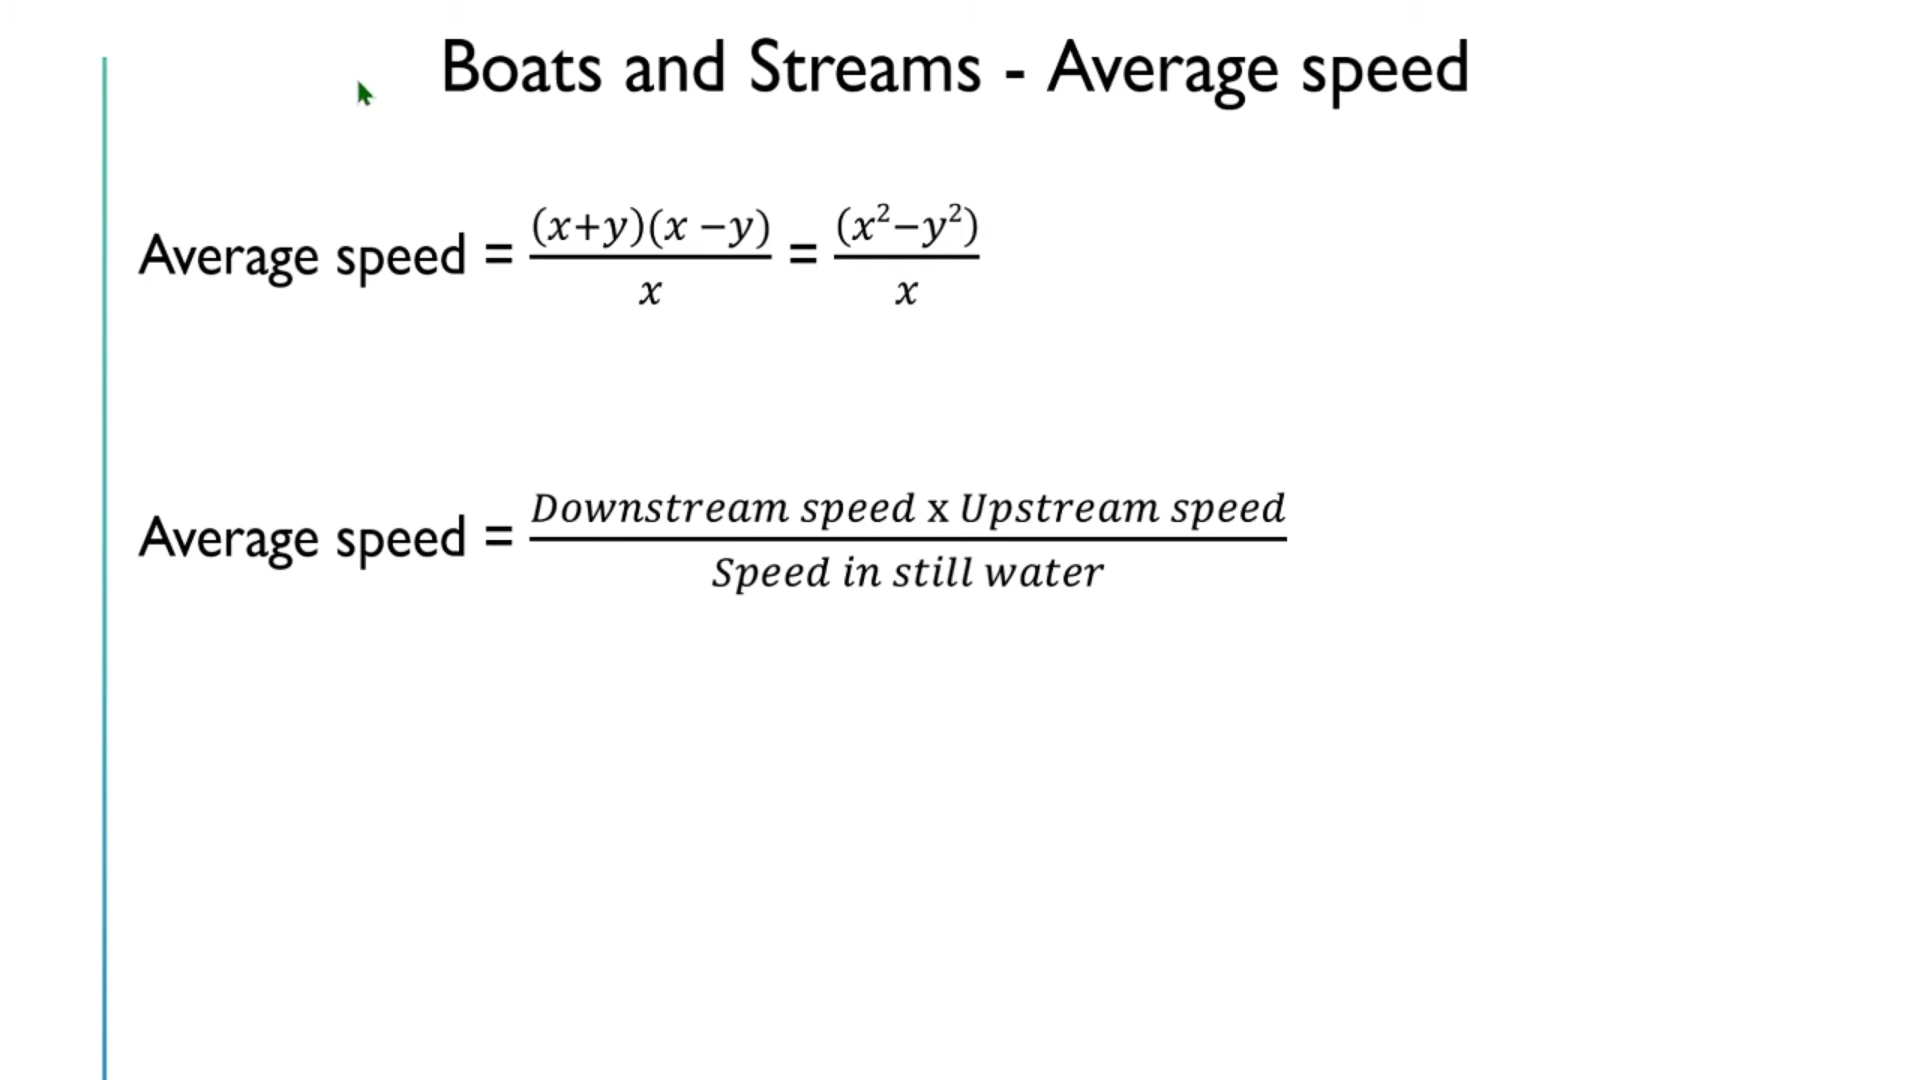 Boats and Streams - Average speed
Average speed = (x+y)(x −y)/x = (x²−y²)/x
Average speed = Downstream speed x Upstream speed/Speed in still water